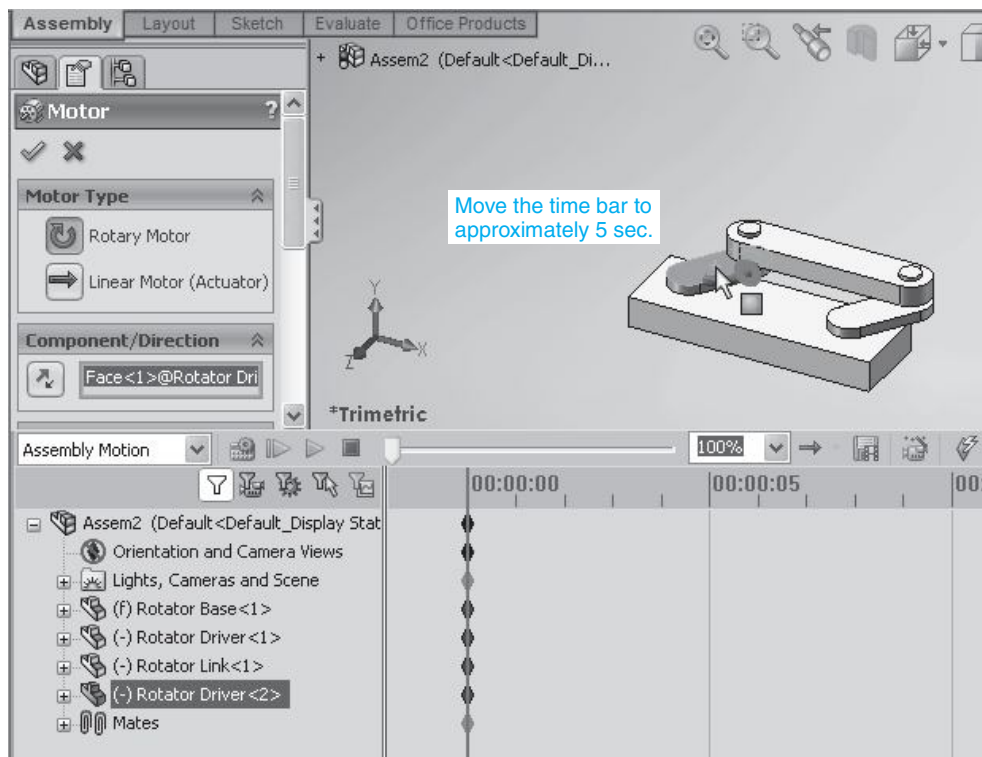 Assembly Layout Sketch Evaluate Office Products
+ Assem2 (Default<Default_Di...
Motor ?
Motor Type
Rotary Motor
Linear Motor (Actuator)
Component/Direction
Face<1>@Rotator Dri
Move the time bar to
approximately 5 sec.
Y
X
Z
*Trimetric
Assembly Motion 100%
00:00:00 00:00:05 00:
Assem2 (Default<Default_Display Stat
Orientation and Camera Views
Lights, Cameras and Scene
(f) Rotator Base<1>
(-) Rotator Driver<1>
(-) Rotator Link<1>
(-) Rotator Driver<2>
Mates